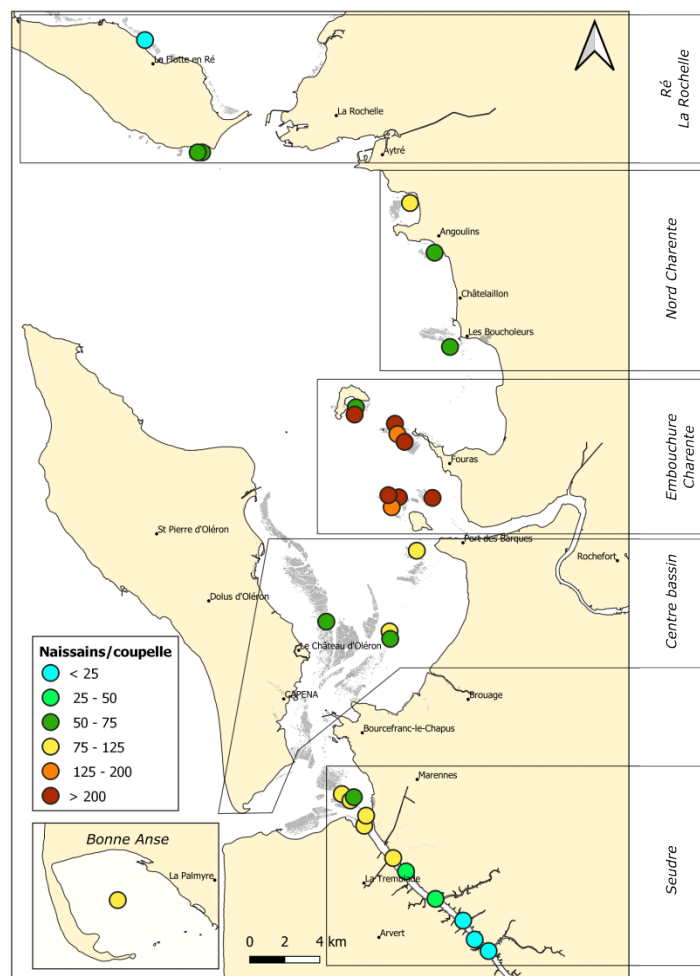 La Flotte en Ré
La Rochelle
Aytré
Ré
La Rochelle
Angoulins
Châtelaillon
Les Boucholeurs
Nord Charente
Fouras
Embouchure
Charente
St Pierre d'Oléron
Port des Barques
Rochefort
Dolus d'Oléron
Le Château d'Oléron
Centre bassin
Naissains/coupelle
< 25
25 - 50
50 - 75
75 - 125
125 - 200
> 200
CAPENA
Brouage
Bourcefranc-le-Chapus
Marennes
Bonne Anse
La Palmyre
La Tremblade
Arvert
Seudre
0 2 4 km